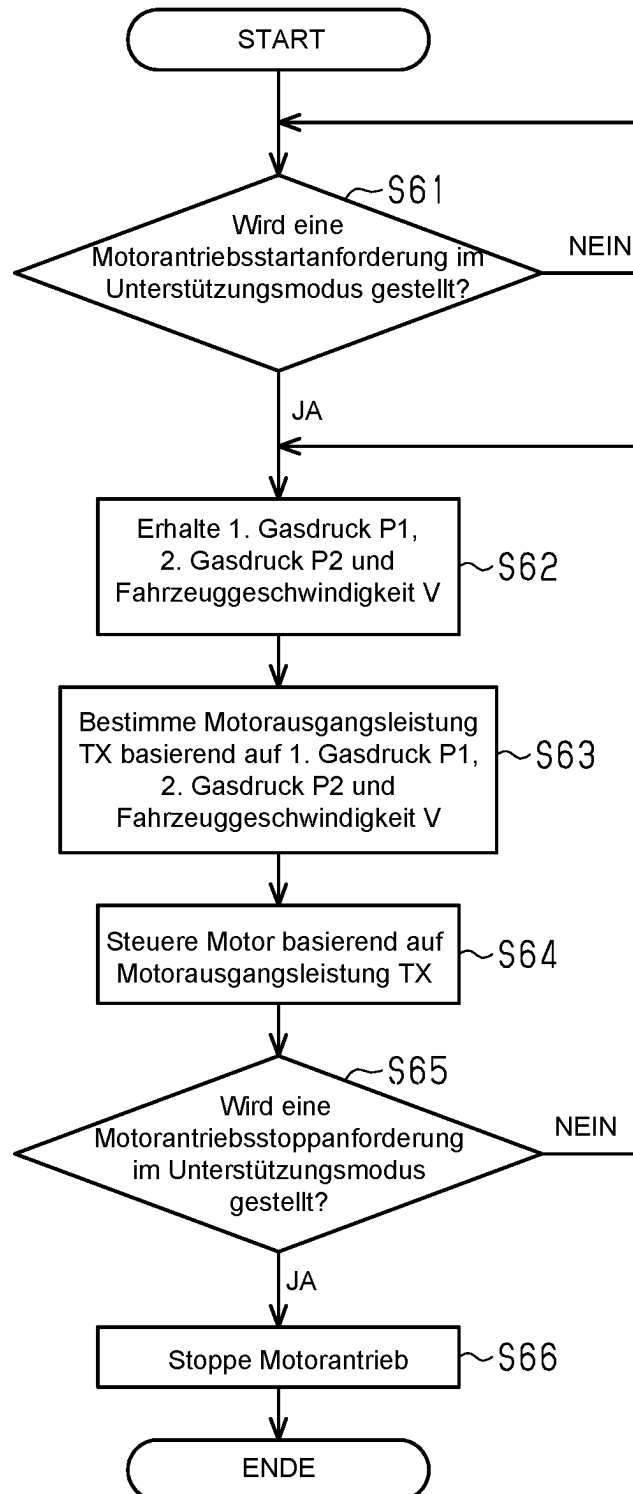 START
S61
Wird eine
Motorantriebsstartanforderung im
Unterstützungsmodus gestellt?
NEIN
JA
Erhalte 1. Gasdruck P1,
2. Gasdruck P2 und
Fahrzeuggeschwindigkeit V
S62
Bestimme Motorausgangsleistung
TX basierend auf 1. Gasdruck P1,
2. Gasdruck P2 und
Fahrzeuggeschwindigkeit V
S63
Steuere Motor basierend auf
Motorausgangsleistung TX
S64
S65
Wird eine
Motorantriebsstoppanforderung
im Unterstützungsmodus
gestellt?
NEIN
JA
Stoppe Motorantrieb
S66
ENDE